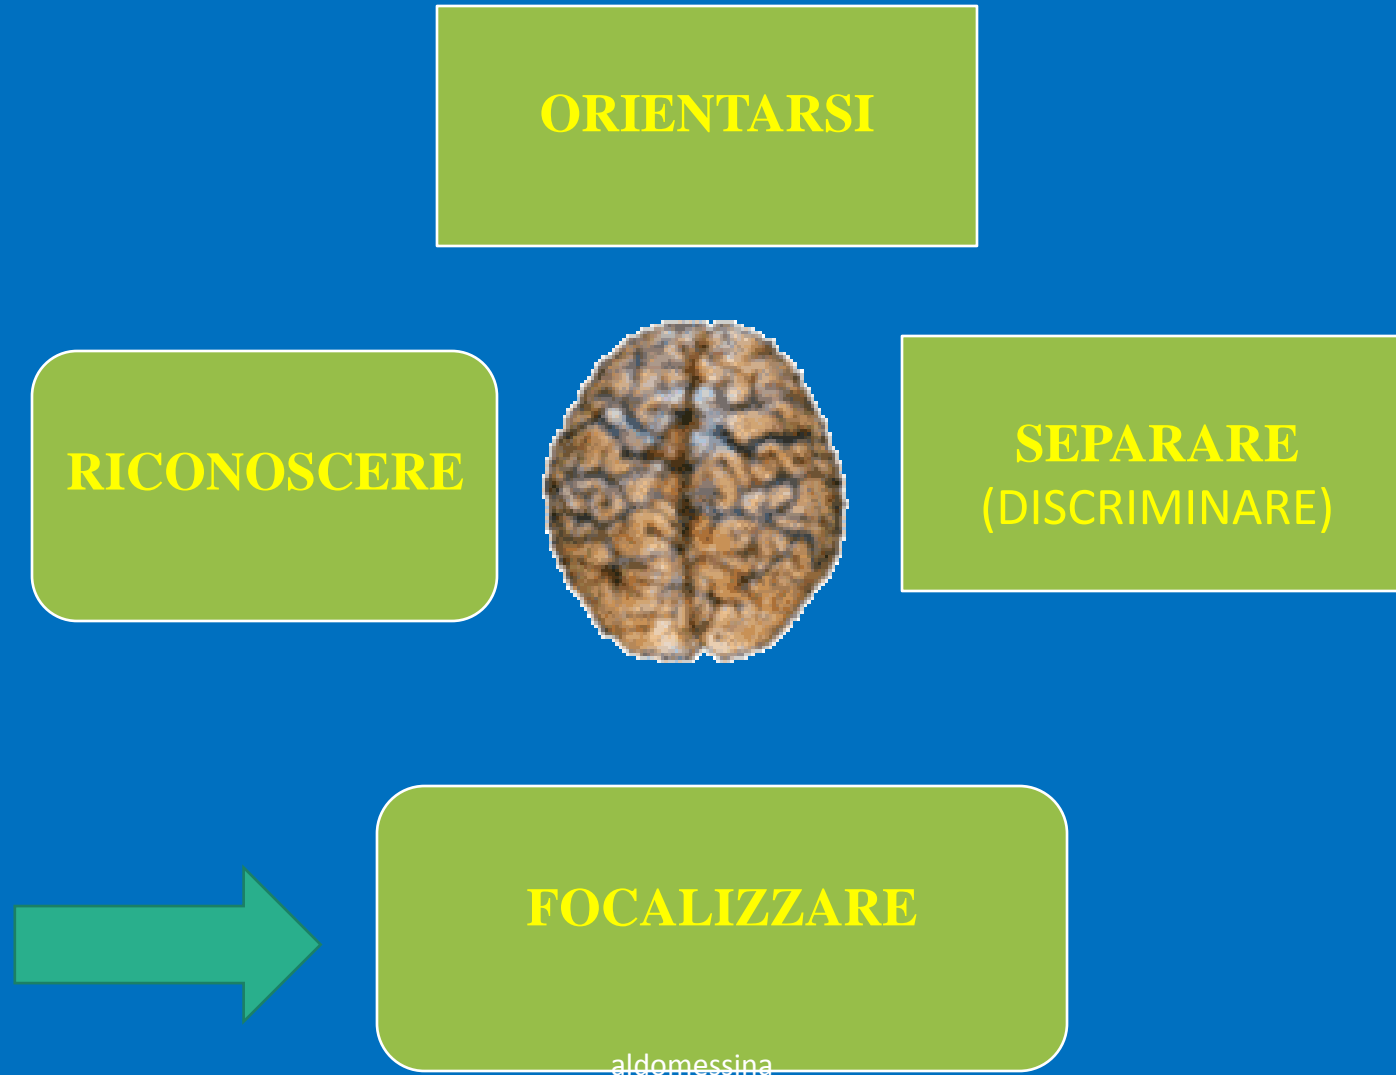 ORIENTARSI
RICONOSCERE
SEPARARE
(DISCRIMINARE)
FOCALIZZARE
aldomessina